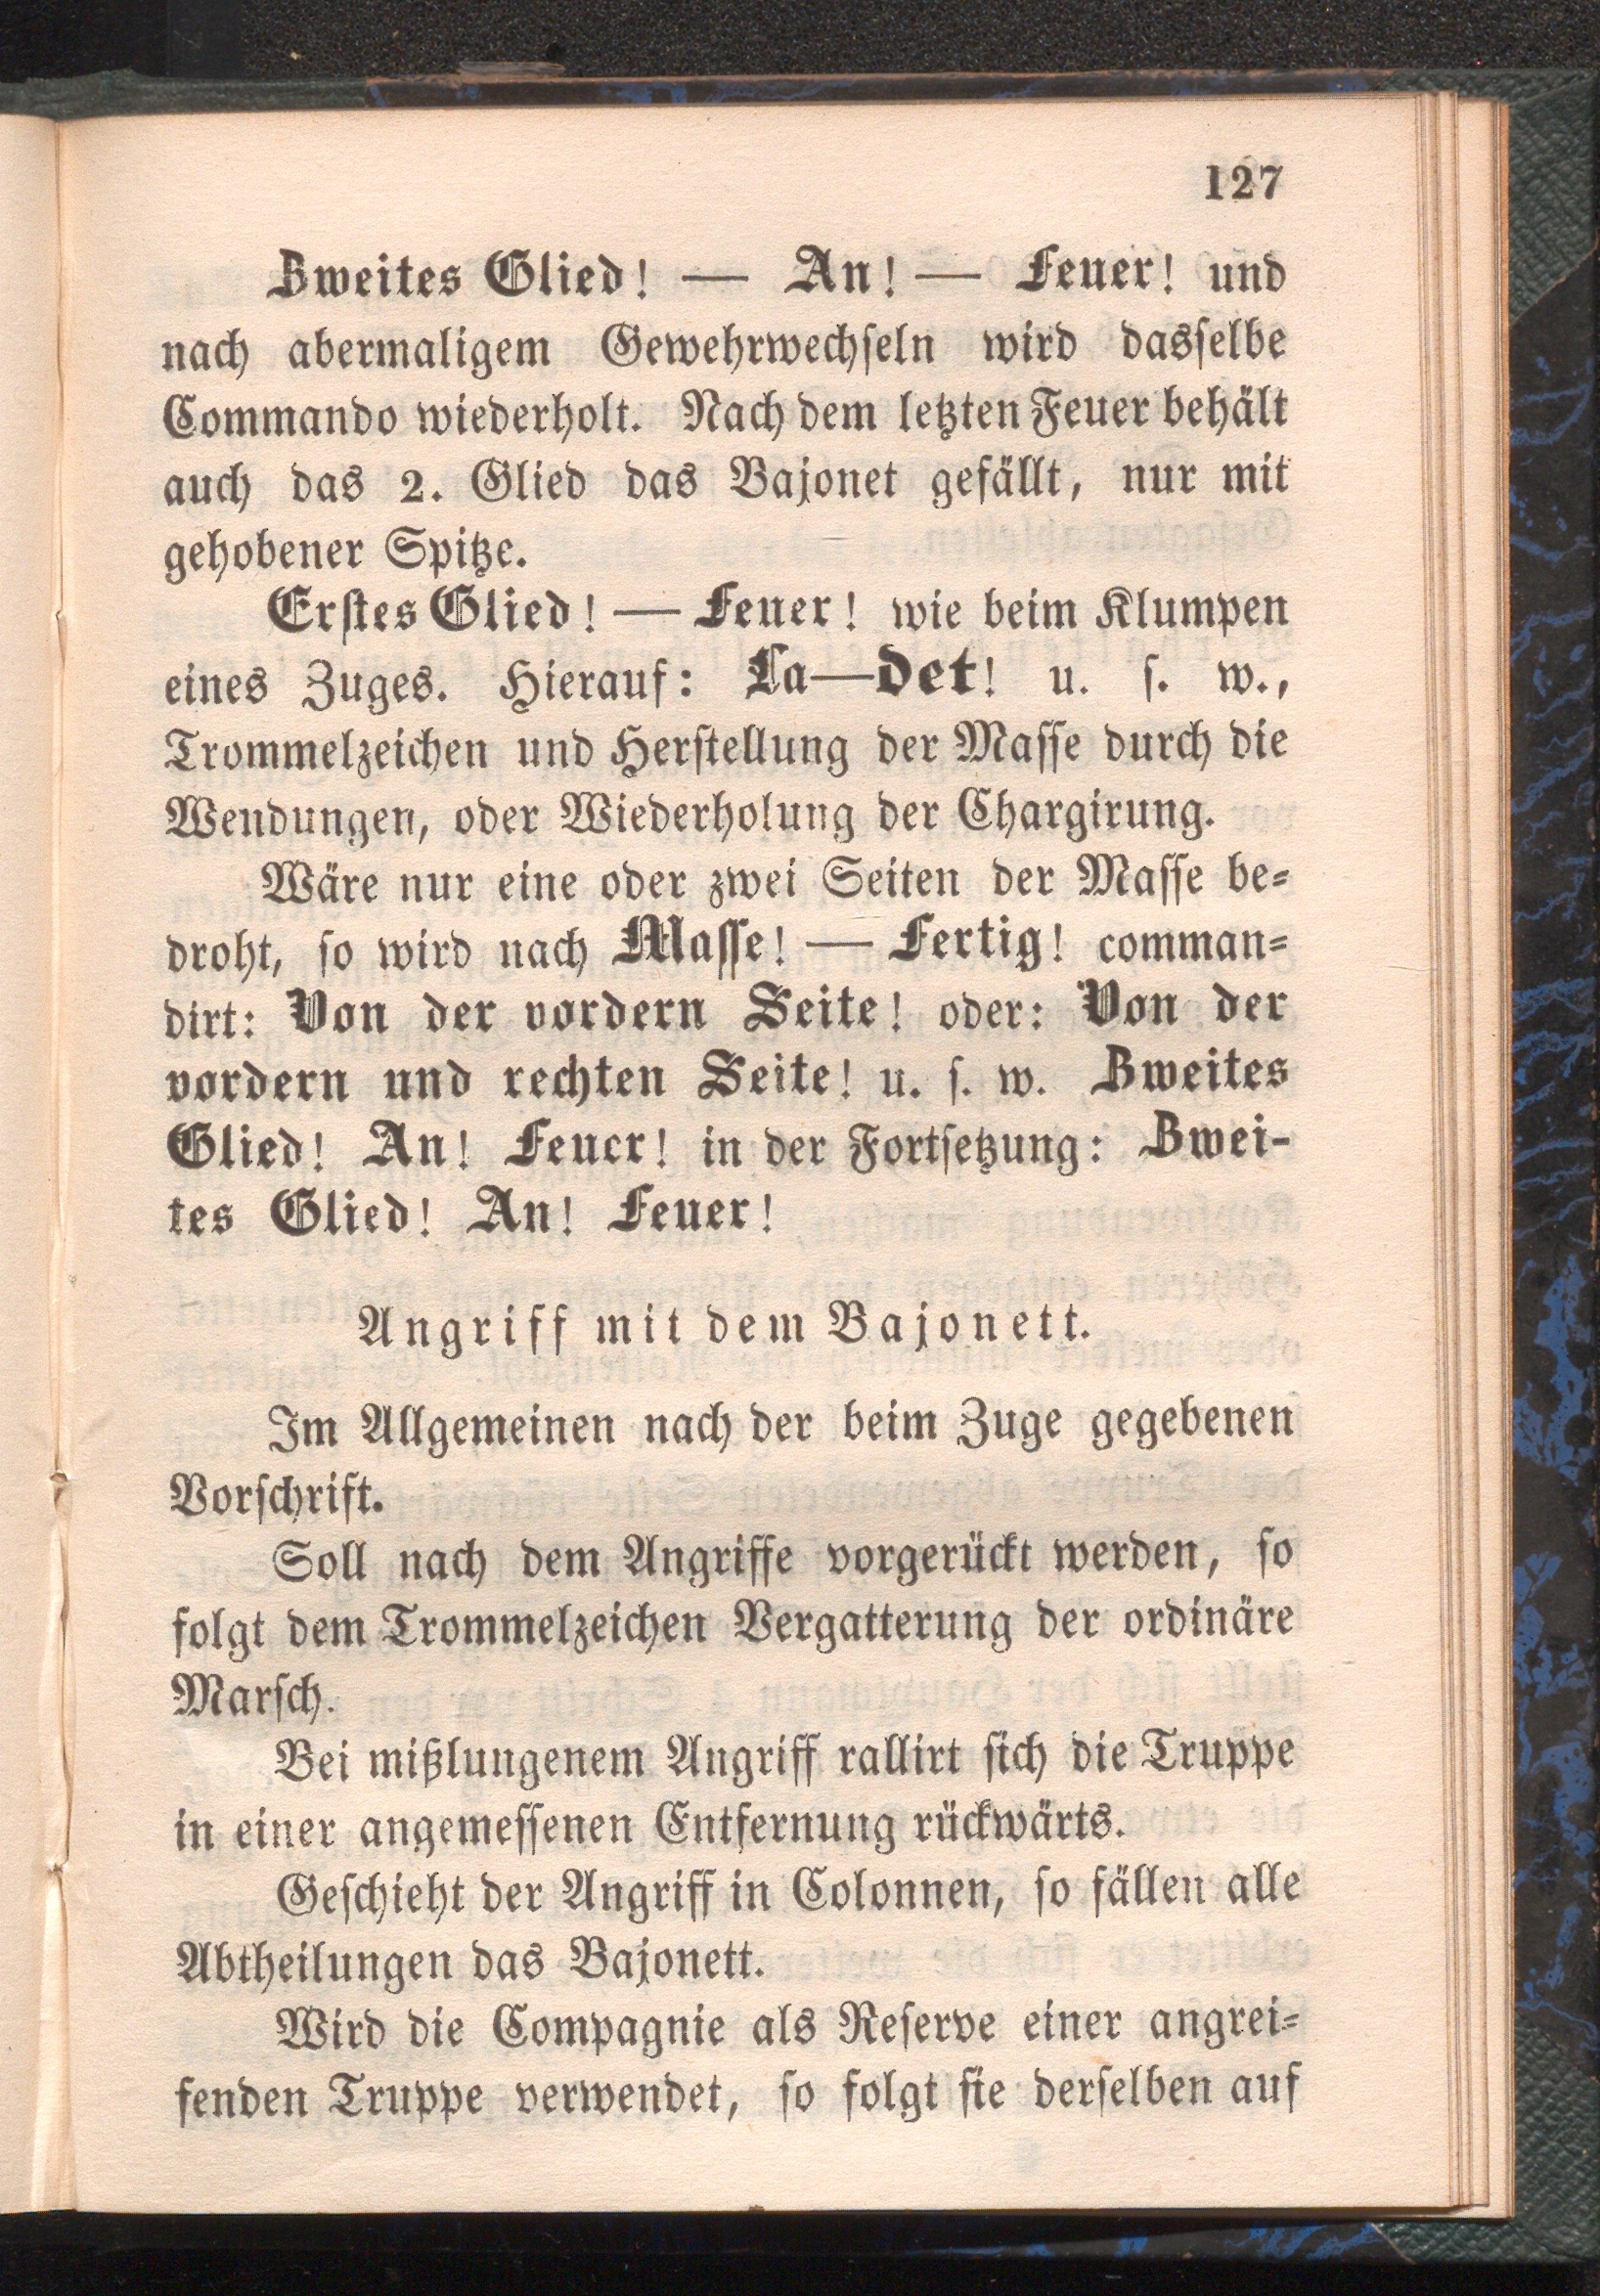 127
Zweites Glied! — An! — Feuer! und
nach abermaligem Gewehrwechſeln wird dasſelbe
Commando wiederholt. Nach dem letzten Feuer behält
auch das 2. Glied das Bajonet gefällt, nur mit
gehobener Spitze.
Erſtes Glied! — Feuer! wie beim Klumpen
eines Zuges. Hierauf: La—det! u. ſ. w.,
Trommelzeichen und Herſtellung der Maſſe durch die
Wendungen, oder Wiederholung der Chargirung.
Wäre nur eine oder zwei Seiten der Maſſe be-
droht, ſo wird nach Maſſe! — Fertig! comman-
dirt: Von der vordern Seite! oder: Von der
vordern und rechten Seite! u. ſ. w. Zweites
Glied! An! Feuer! in der Fortſetzung: Zwei-
tes Glied! An! Feuer!
Angriff mit dem Bajonett.
Im Allgemeinen nach der beim Zuge gegebenen
Vorſchrift.
Soll nach dem Angriffe vorgerückt werden, ſo
folgt dem Trommelzeichen Vergatterung der ordinäre
Marſch.
Bei mißlungenem Angriff rallirt ſich die Truppe
in einer angemeſſenen Entfernung rückwärts.
Geſchieht der Angriff in Colonnen, ſo fällen alle
Abtheilungen das Bajonett.
Wird die Compagnie als Reſerve einer angrei-
fenden Truppe verwendet, ſo folgt ſie derſelben auf